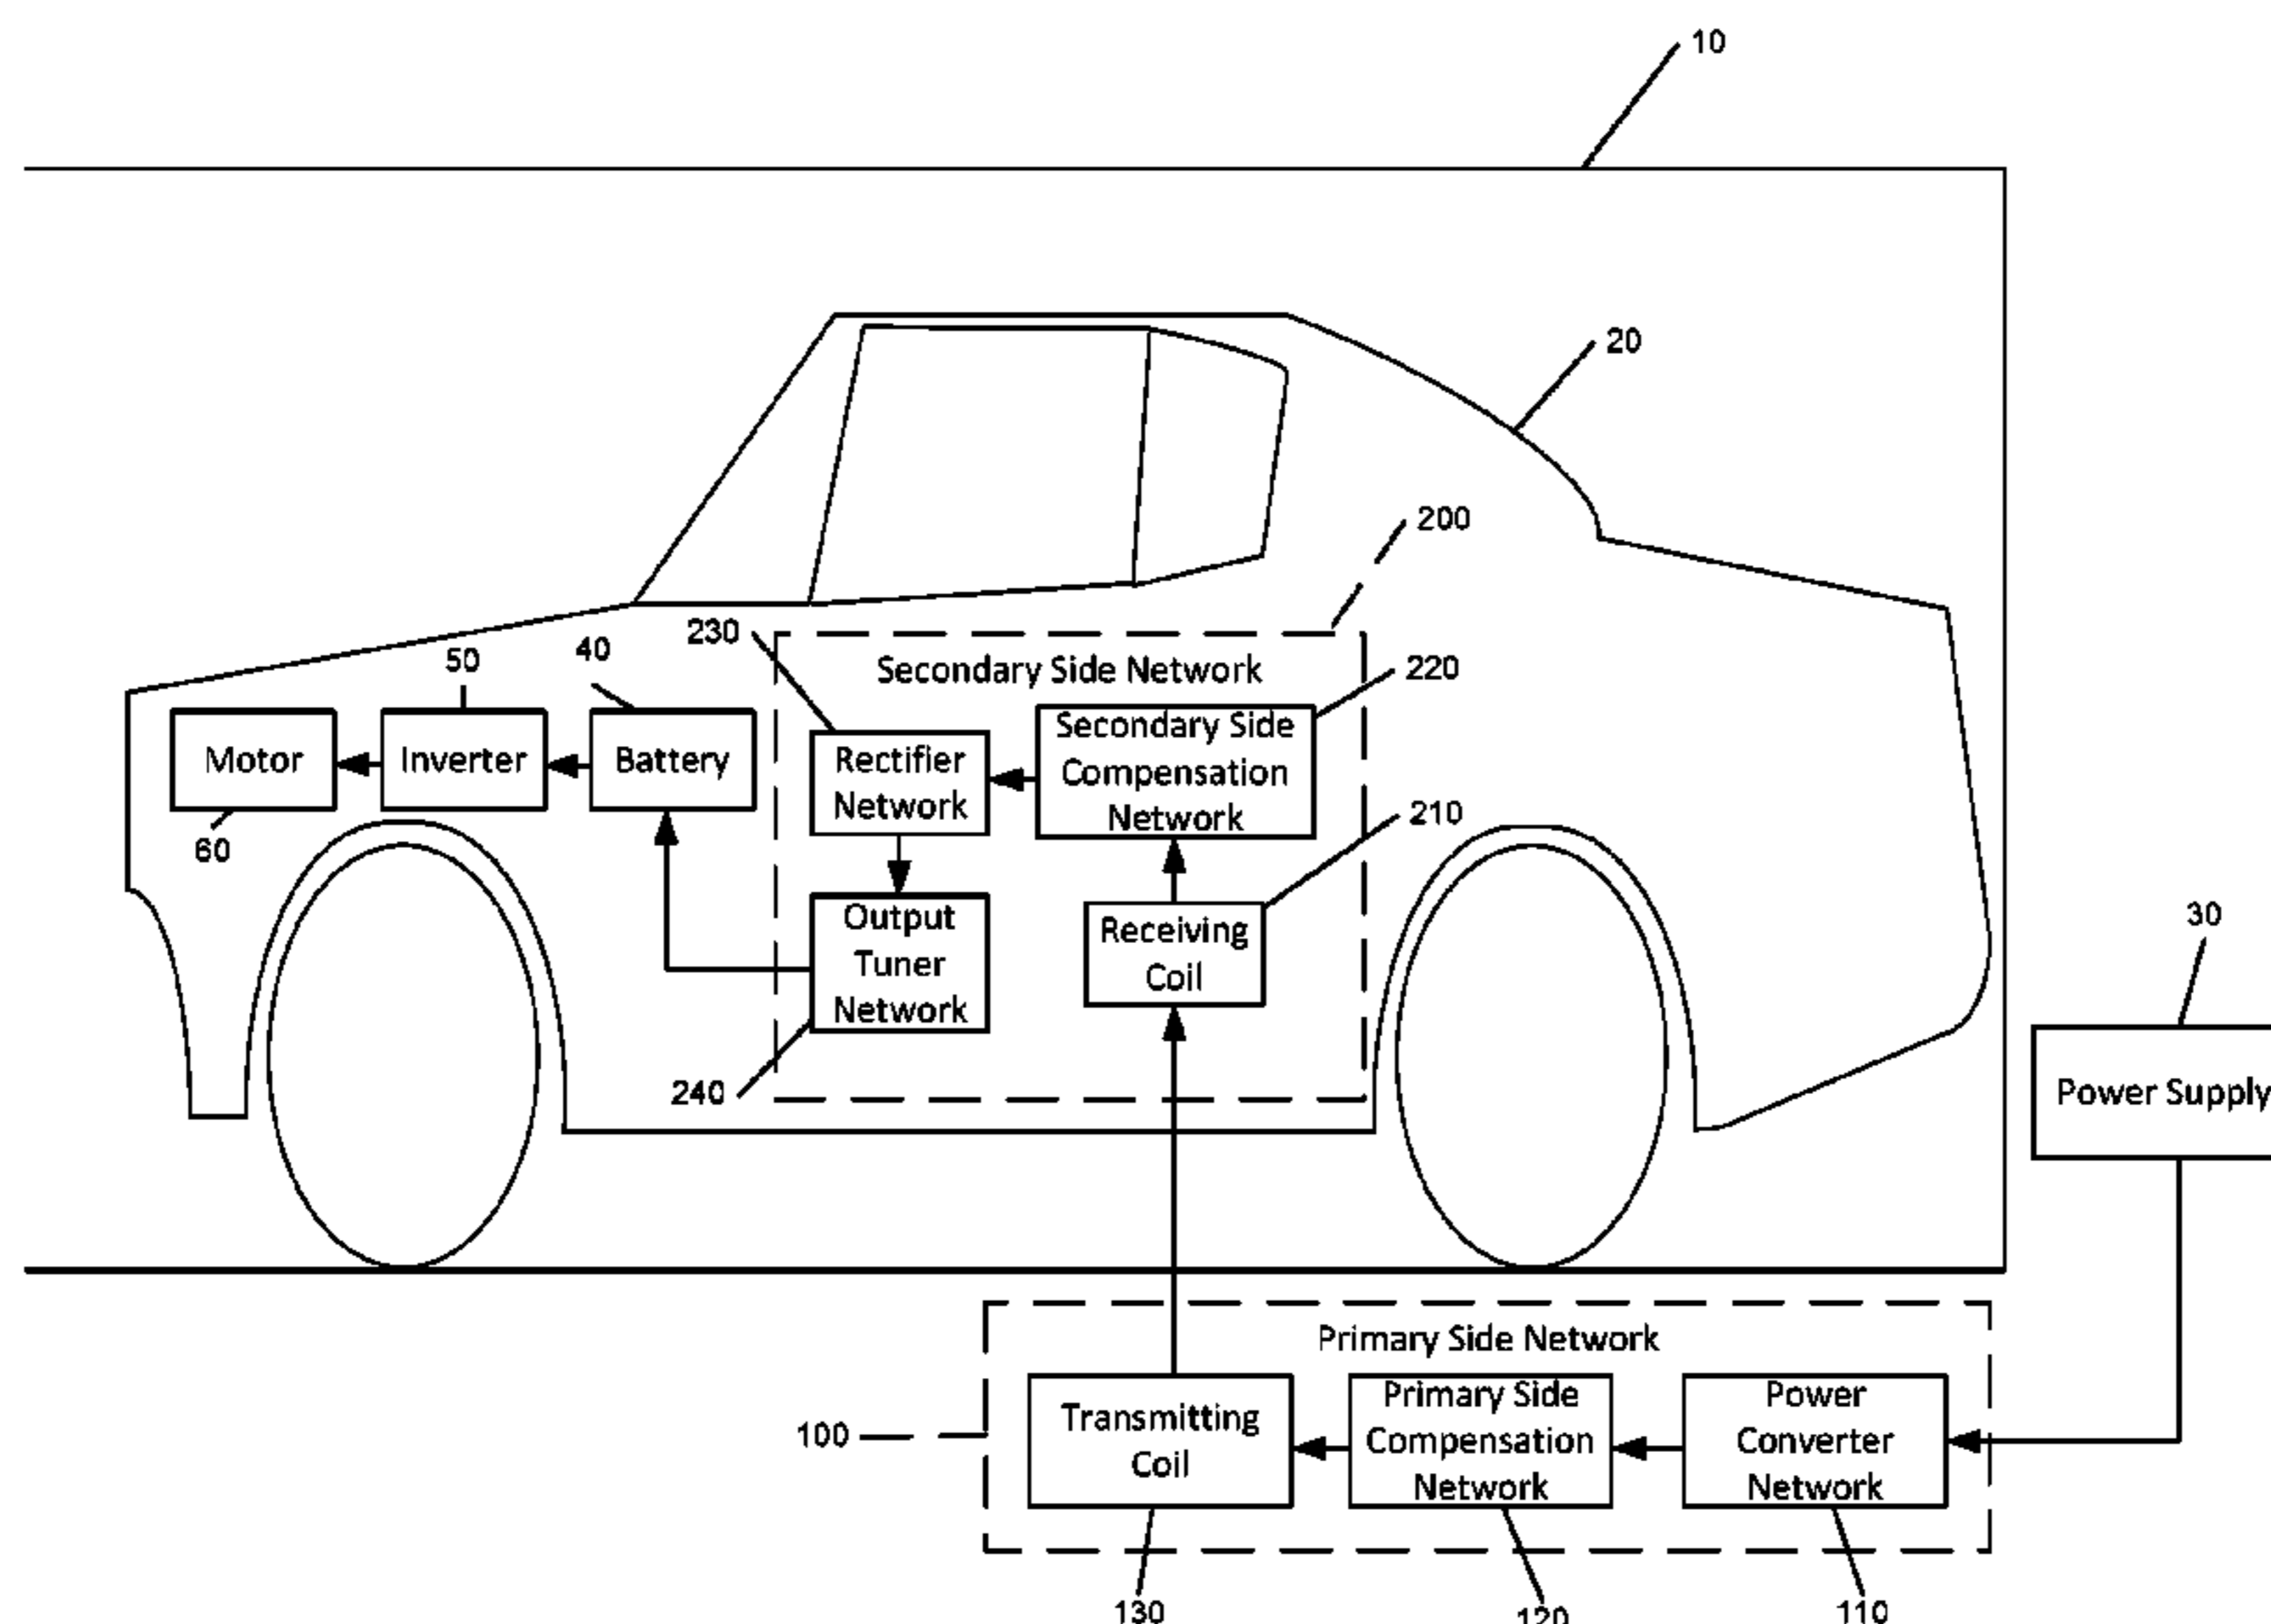 10
20
200
230
Secondary Side Network
50
40
220
Motor
Inverter
Battery
Rectifier
Network
Secondary Side
Compensation
Network
60
210
Output
Tuner
Network
Receiving
Coil
30
240
Power Supply
Primary Side Network
100
Transmitting
Coil
Primary Side
Compensation
Network
Power
Converter
Network
130
120
110